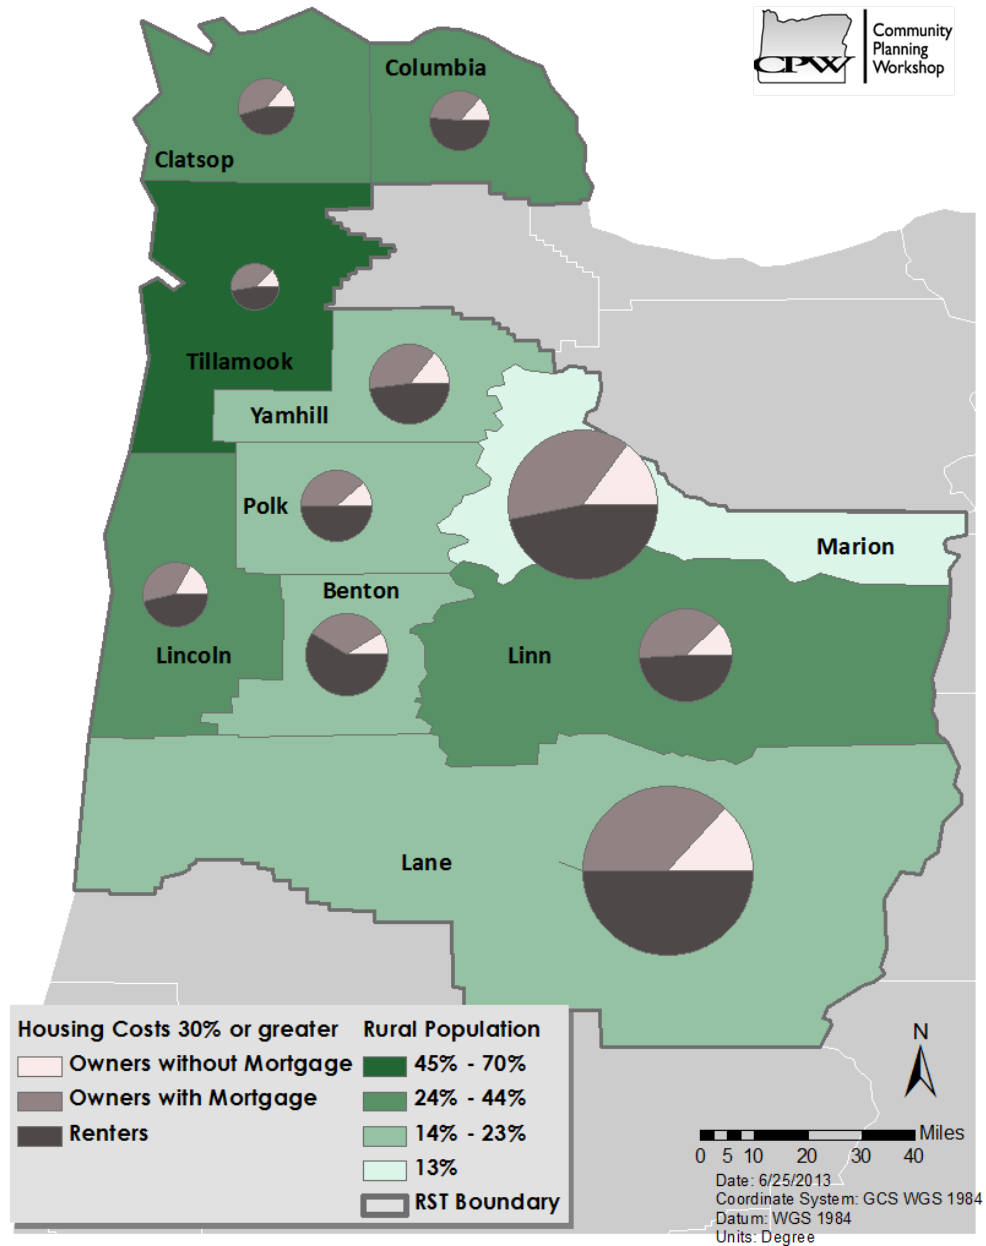 Community
Planning
Workshop
CPW
Columbia
Clatsop
Tillamook
Yamhill
Polk
Marion
Benton
Lincoln
Linn
Lane
Housing Costs 30% or greater
Owners without Mortgage
Owners with Mortgage
Renters
Rural Population
45% - 70%
24% - 44%
14% - 23%
13%
RST Boundary
N
Miles
0 5 10 20 30 40
Date: 6/25/2013
Coordinate System: GCS WGS 1984
Datum: WGS 1984
Units: Degree